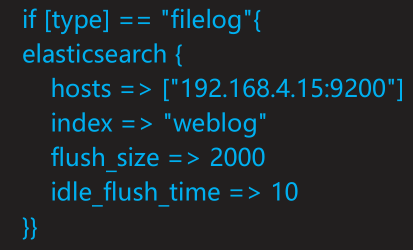 if [type] == "filelog"{
elasticsearch {
hosts => ["192.168.4.15:9200"]
index => "weblog"
flush_size => 2000
idle_flush_time => 10
}}